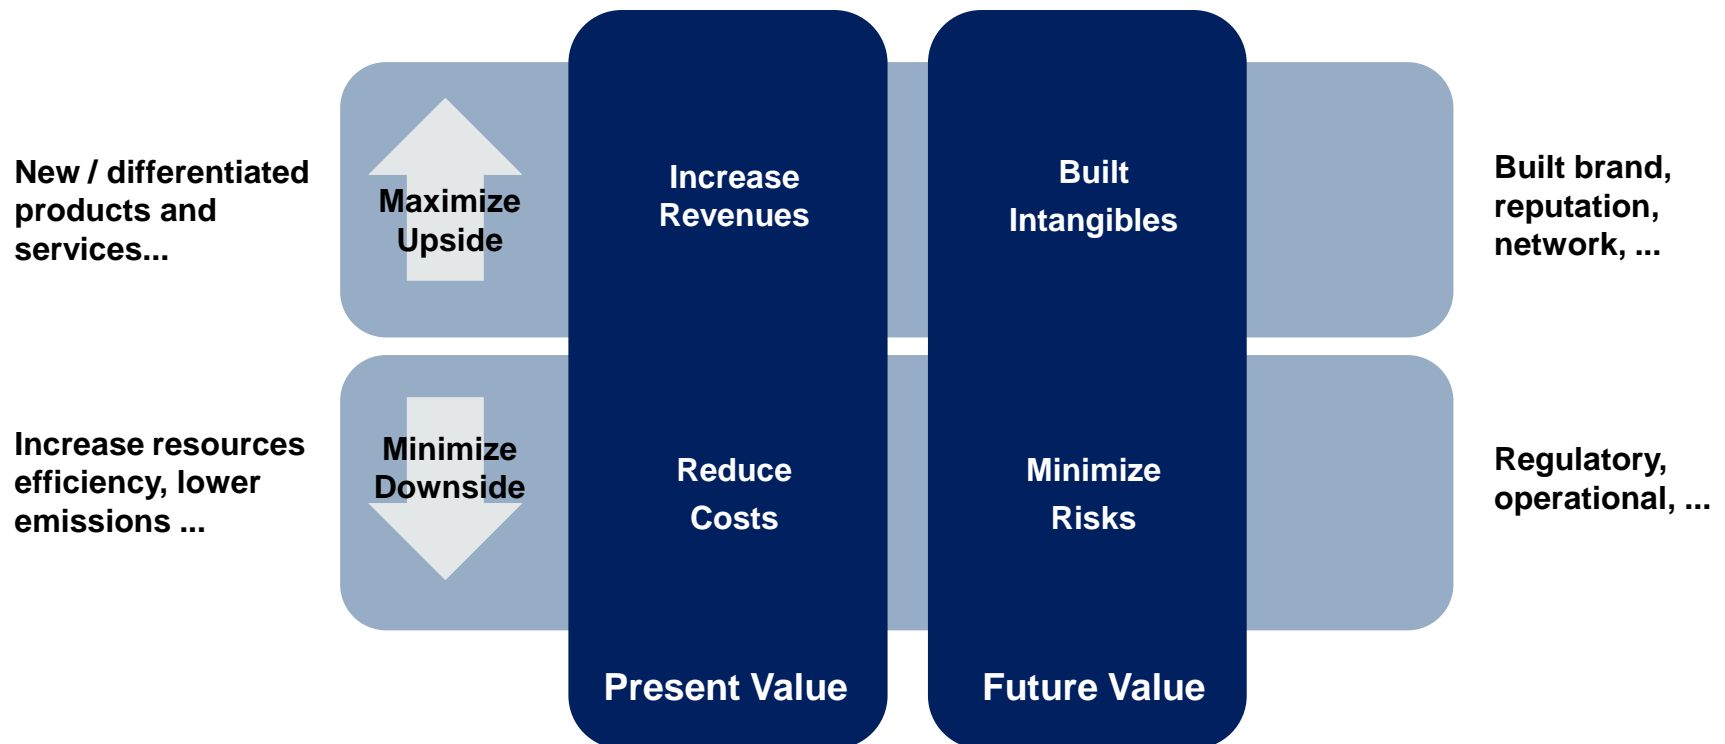 New / differentiated
products and
services...
Maximize
Upside
Increase
Revenues
Built
Intangibles
Built brand,
reputation,
network, ...
Increase resources
efficiency, lower
emissions ...
Minimize
Downside
Reduce
Costs
Minimize
Risks
Regulatory,
operational, ...
Present Value
Future Value